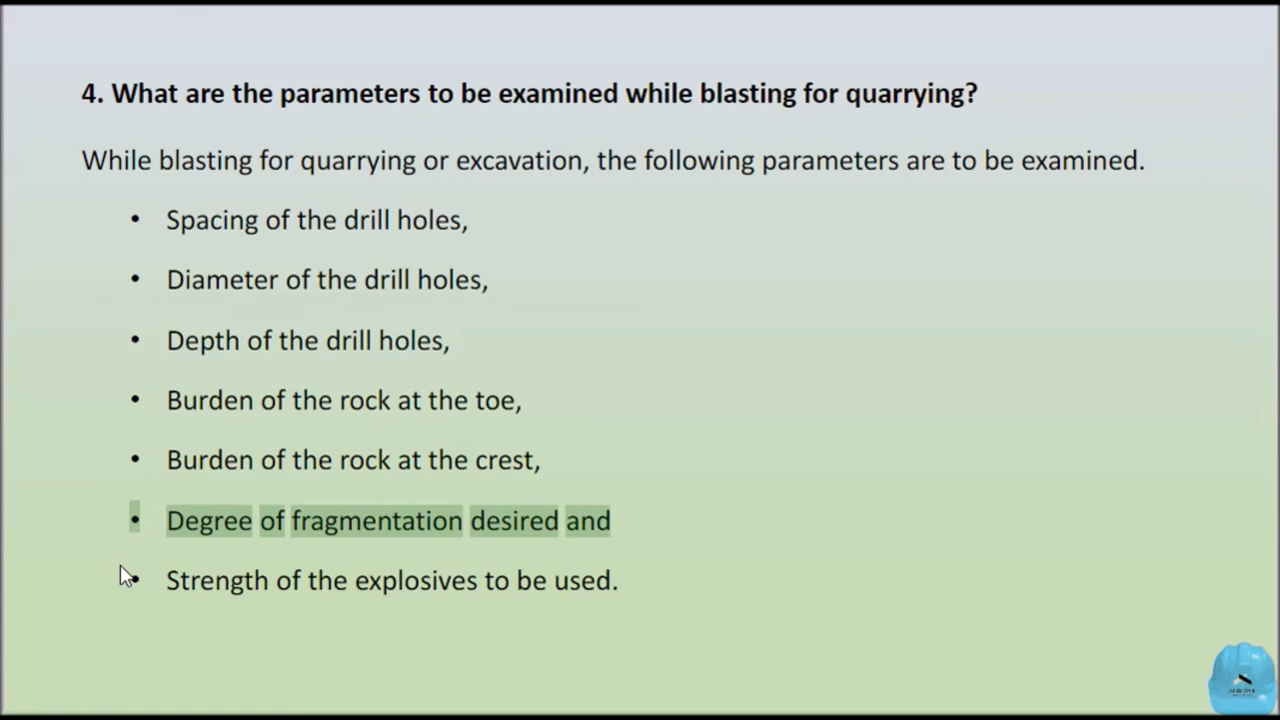 4. What are the parameters to be examined while blasting for quarrying?
While blasting for quarrying or excavation, the following parameters are to be examined.
• Spacing of the drill holes,
• Diameter of the drill holes,
• Depth of the drill holes,
• Burden of the rock at the toe,
• Burden of the rock at the crest,
• Degree of fragmentation desired and
• Strength of the explosives to be used.